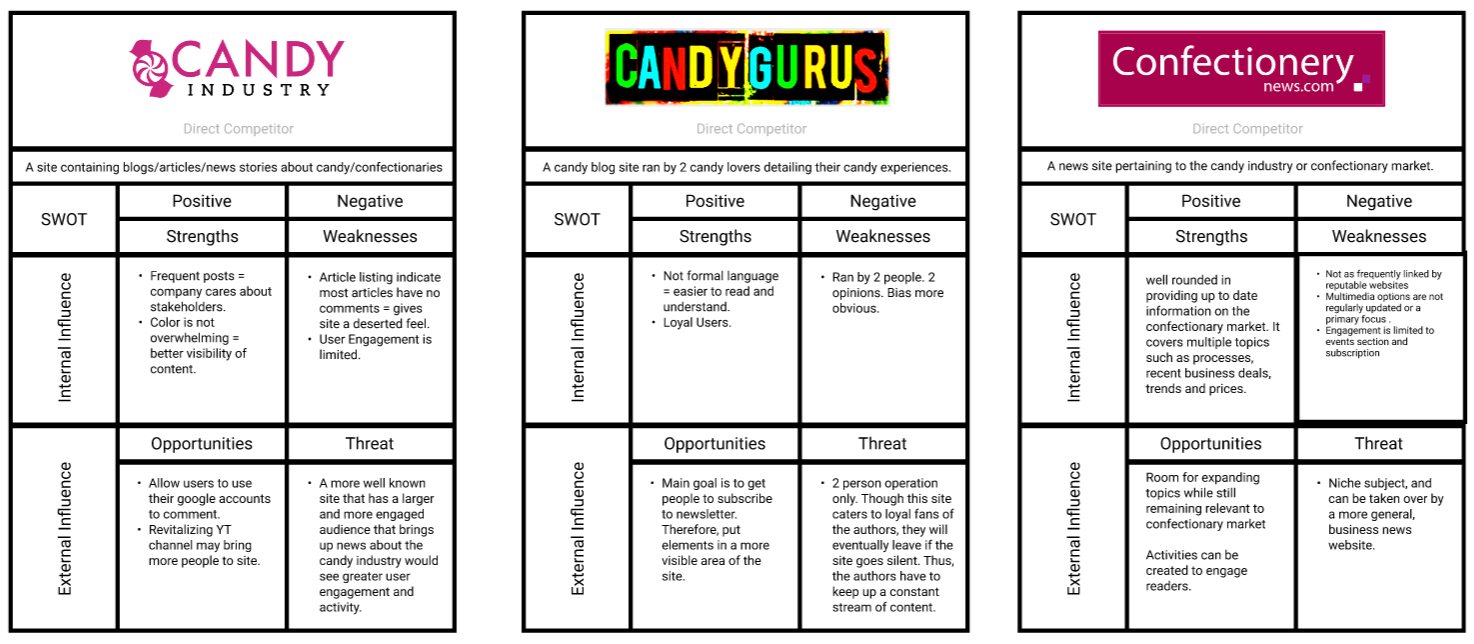 CANDY
INDUSTRY
Direct Competitor
A site containing blogs/articles/news stories about candy/confectionaries
SWOT
Positive
Negative
Strengths
Weaknesses
Internal Influence
• Frequent posts =
company cares about
stakeholders.
• Color is not
overwhelming =
better visibility of
content.
• Article listing indicate
most articles have no
comments = gives
site a deserted feel.
• User Engagement is
limited.
External Influence
Opportunities
Threat
• Allow users to use
their google accounts
to comment.
• Revitalizing YT
channel may bring
more people to site.
• A more well known
site that has a larger
and more engaged
audience that brings
up news about the
candy industry would
see greater user
engagement and
activity.
CANDYGURUS
Direct Competitor
A candy blog site ran by 2 candy lovers detailing their candy experiences.
SWOT
Positive
Negative
Strengths
Weaknesses
Internal Influence
• Not formal language
= easier to read and
understand.
• Loyal Users.
• Ran by 2 people. 2
opinions. Bias more
obvious.
External Influence
Opportunities
Threat
• Main goal is to get
people to subscribe
to newsletter.
Therefore, put
elements in a more
visible area of the
site.
• 2 person operation
only. Though this site
caters to loyal fans of
the authors, they will
eventually leave if the
site goes silent. Thus,
the authors have to
keep up a constant
stream of content.
Confectionery
news.com
Direct Competitor
A news site pertaining to the candy industry or confectionary market.
SWOT
Positive
Negative
Strengths
Weaknesses
Internal Influence
well rounded in
providing up to date
information on the
confectionary market. It
covers multiple topics
such as processes,
recent business deals,
trends and prices.
• Not as frequently linked by
reputable websites
• Multimedia options are not
regularly updated or a
primary focus .
• Engagement is limited to
events section and
subscription
External Influence
Opportunities
Threat
Room for expanding
topics while still
remaining relevant to
confectionary market
Activities can be
created to engage
readers.
• Niche subject, and
can be taken over by
a more general,
business news
website.